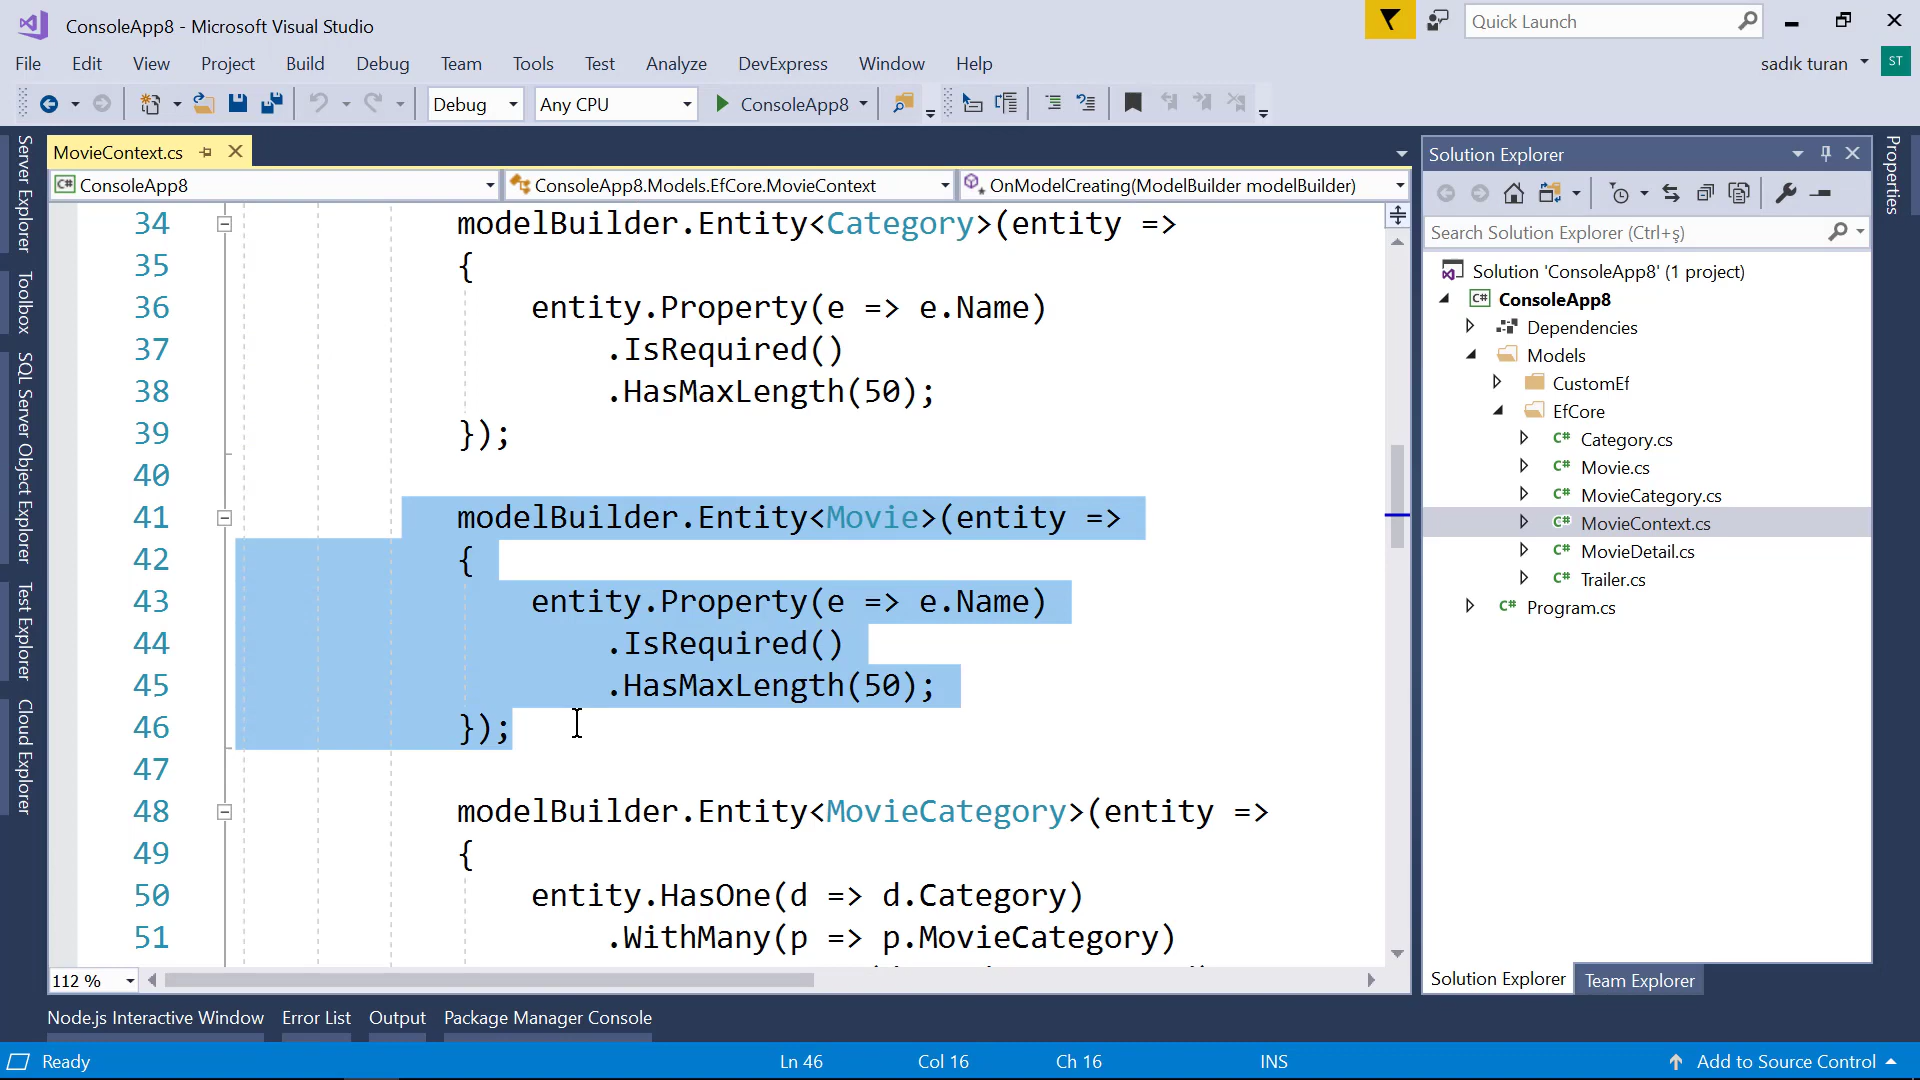 ConsoleApp8 - Microsoft Visual Studio
Quick Launch
File Edit View Project Build Debug Team Tools Test Analyze DevExpress Window Help
sadık turan ST
Debug Any CPU ConsoleApp8
Server Explorer
Toolbox
SQL Server Object Explorer
Test Explorer
Cloud Explorer
MovieContext.cs
ConsoleApp8 ConsoleApp8.Models.EfCore.MovieContext OnModelCreating(ModelBuilder modelBuilder)
34 modelBuilder.Entity<Category>(entity =>
35 {
36 entity.Property(e => e.Name)
37 .IsRequired()
38 .HasMaxLength(50);
39 });
40
41 modelBuilder.Entity<Movie>(entity =>
42 {
43 entity.Property(e => e.Name)
44 .IsRequired()
45 .HasMaxLength(50);
46 });
47
48 modelBuilder.Entity<MovieCategory>(entity =>
49 {
50 entity.HasOne(d => d.Category)
51 .WithMany(p => p.MovieCategory)
112 %
Solution Explorer
Search Solution Explorer (Ctrl+ş)
Solution 'ConsoleApp8' (1 project)
ConsoleApp8
Dependencies
Models
CustomEf
EfCore
Category.cs
Movie.cs
MovieCategory.cs
MovieContext.cs
MovieDetail.cs
Trailer.cs
Program.cs
Solution Explorer Team Explorer
Properties
Node.js Interactive Window Error List Output Package Manager Console
Ready Ln 46 Col 16 Ch 16 INS Add to Source Control